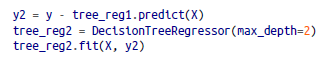 y2 = y - tree_reg1.predict(X)
tree_reg2 = DecisionTreeRegressor(max_depth=2)
tree_reg2.fit(X, y2)